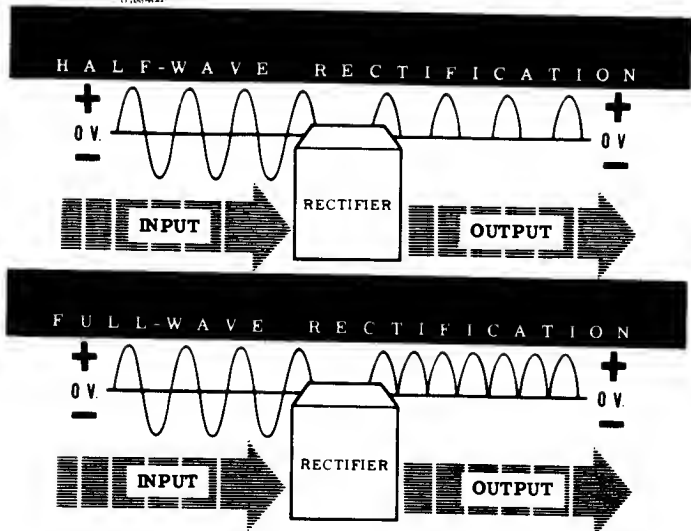 HALF-WAVE RECTIFICATION
+ +
0 V. 0 V
– –
RECTIFIER
INPUT OUTPUT
FULL-WAVE RECTIFICATION
+ +
0 V. 0 V.
– –
RECTIFIER
INPUT OUTPUT